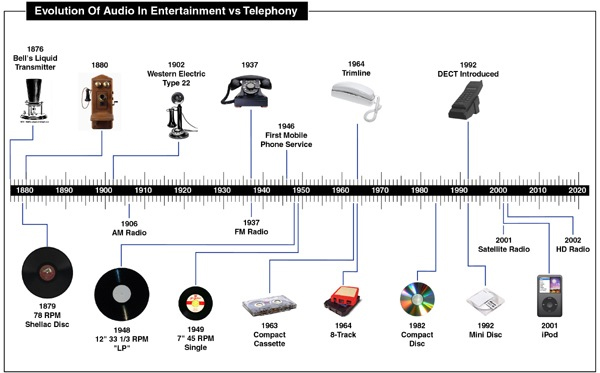 Evolution Of Audio In Entertainment vs Telephony
1876
Bell's Liquid
Transmitter
1880
1902
Western Electric
Type 22
1937
1946
First Mobile
Phone Service
1964
Trimline
1992
DECT Introduced
1880 1890 1900 1910 1920 1930 1940 1950 1960 1970 1980 1990 2000 2010 2020
1906
AM Radio
1937
FM Radio
2001
Satellite Radio
2002
HD Radio
1879
78 RPM
Shellac Disc
1948
12" 33 1/3 RPM
"LP"
1949
7" 45 RPM
Single
1963
Compact
Cassette
1964
8-Track
1982
Compact
Disc
1992
Mini Disc
2001
iPod